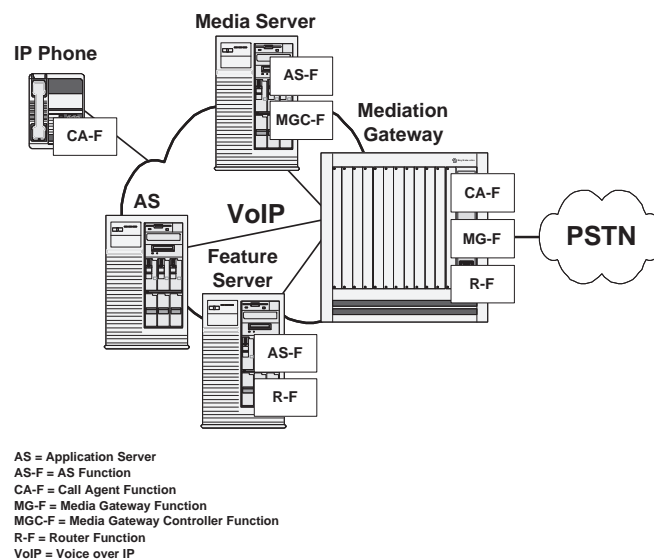 Media Server
IP Phone
AS-F
Mediation
Gateway
MGC-F
CA-F
CA-F
AS
VoIP
MG-F
PSTN
Feature
Server
R-F
AS-F
R-F
AS = Application Server
AS-F = AS Function
CA-F = Call Agent Function
MG-F = Media Gateway Function
MGC-F = Media Gateway Controller Function
R-F = Router Function
VoIP = Voice over IP